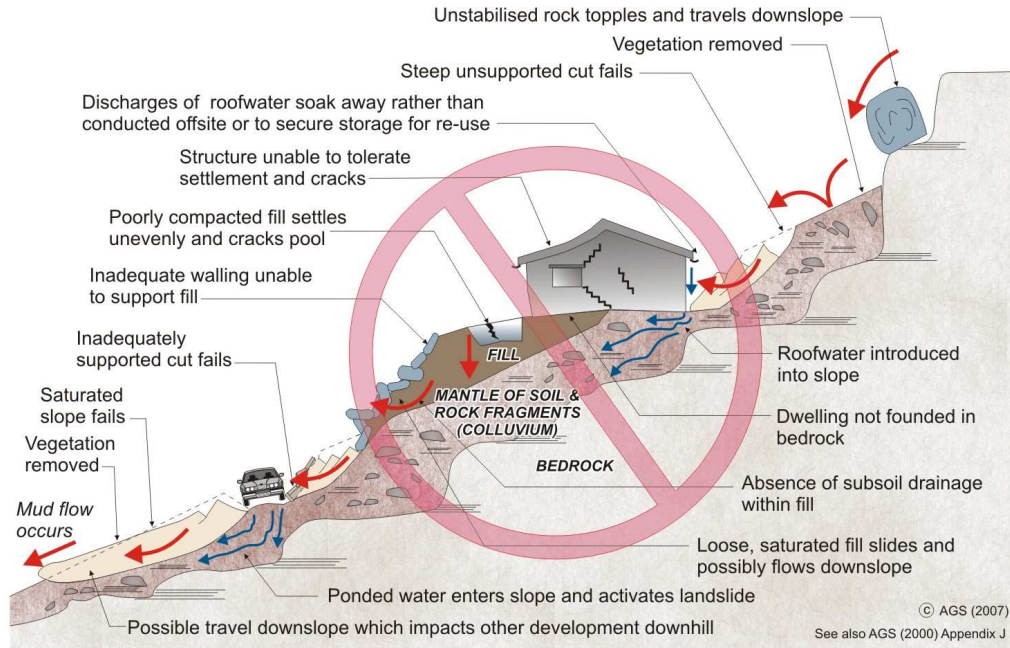 Unstabilised rock topples and travels downslope
Vegetation removed
Steep unsupported cut fails
Discharges of roofwater soak away rather than
conducted offsite or to secure storage for re-use
Structure unable to tolerate
settlement and cracks
Poorly compacted fill settles
unevenly and cracks pool
Inadequate walling unable
to support fill
Inadequately
supported cut fails
Saturated
slope fails
Vegetation
removed
Mud flow
occurs
FILL
MANTLE OF SOIL &
ROCK FRAGMENTS
(COLLUVIUM)
BEDROCK
Roofwater introduced
into slope
Dwelling not founded in
bedrock
Absence of subsoil drainage
within fill
Loose, saturated fill slides and
possibly flows downslope
Ponded water enters slope and activates landslide
Possible travel downslope which impacts other development downhill
© AGS (2007)
See also AGS (2000) Appendix J